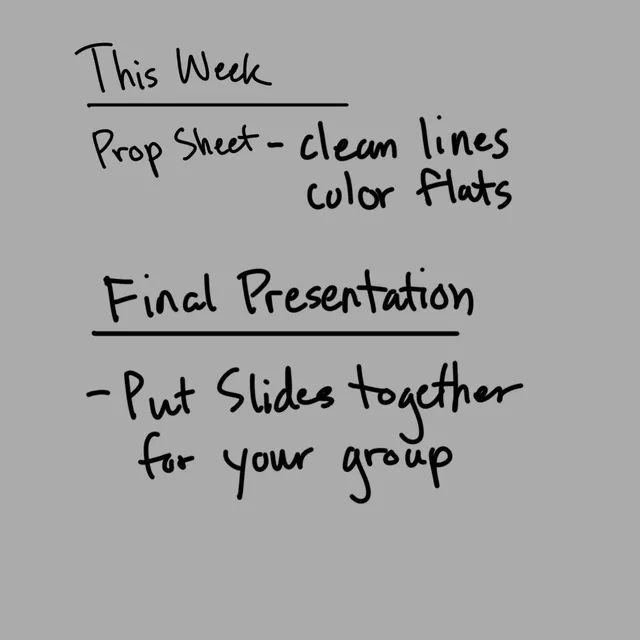 This Week
Prop Sheet - clean lines
color flats
Final Presentation
- Put Slides together
for your group